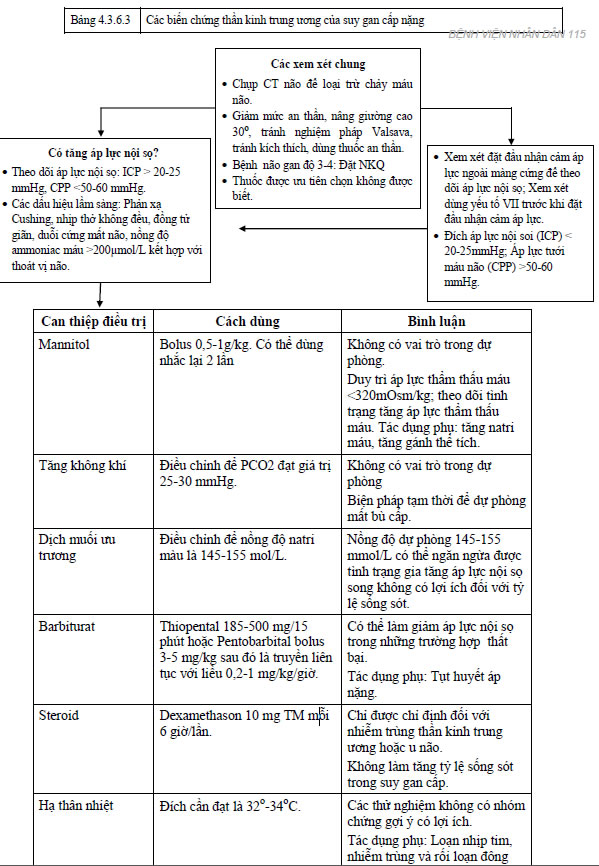 Bảng 4.3.6.3 Các biến chứng thần kinh trung ương của suy gan cấp nặng
BỆNH VIỆN NHÂN DÂN 115
Các xem xét chung
• Chụp CT não để loại trừ chảy máu
não.
• Giảm mức an thần, nâng giường cao
30⁰, tránh nghiệm pháp Valsava,
tránh kích thích, dùng thuốc an thần.
• Bệnh não gan độ 3-4: Đặt NKQ
• Thuốc được ưu tiên chọn không được
biết.
Có tăng áp lực nội sọ?
• Theo dõi áp lực nội sọ: ICP > 20-25
mmHg, CPP <50-60 mmHg.
• Các dấu hiệu lâm sàng: Phản xạ
Cushing, nhịp thở không đều, đồng tử
giãn, duỗi cứng mất não, nồng độ
ammoniac máu >200µmol/L kết hợp với
thoát vị não.
• Xem xét đặt đầu nhận cảm áp
lực ngoài màng cứng để theo
dõi áp lực nội sọ; Xem xét
dùng yếu tố VII trước khi đặt
đầu nhận cảm áp lực.
• Đích áp lực nội soi (ICP) <
20-25mmHg; Áp lực tưới
máu não (CPP) >50-60
mmHg.
Can thiệp điều trị Cách dùng Bình luận
Mannitol
Bolus 0,5-1g/kg. Có thể dùng
nhắc lại 2 lần
Không có vai trò trong dự
phòng.
Duy trì áp lực thẩm thấu máu
<320mOsm/kg; theo dõi tình
trạng tăng áp lực thẩm thấu
máu. Tác dụng phụ: tăng natri
máu, tăng gánh thể tích.
Tăng không khí
Điều chỉnh để PCO2 đạt giá trị
25-30 mmHg.
Không có vai trò trong dự
phòng
Biện pháp tạm thời để dự phòng
mất bù cấp.
Dịch muối ưu
trương
Điều chỉnh để nồng độ natri
máu là 145-155 mol/L.
Nồng độ dự phòng 145-155
mmol/L có thể ngăn ngừa được
tình trạng gia tăng áp lực nội sọ
song không có lợi ích đối với tỷ
lệ sống sót.
Barbiturat
Thiopental 185-500 mg/15
phút hoặc Pentobarbital bolus
3-5 mg/kg sau đó là truyền liên
tục với liều 0,2-1 mg/kg/giờ.
Có thể làm giảm áp lực nội sọ
trong những trường hợp thất
bại.
Tác dụng phụ: Tụt huyết áp
nặng.
Steroid
Dexamethason 10 mg TM mỗi
6 giờ/lần.
Chỉ được chỉ định đối với
nhiễm trùng thần kinh trung
ương hoặc u não.
Không làm tăng tỷ lệ sống sót
trong suy gan cấp.
Hạ thân nhiệt
Đích cần đạt là 32⁰-34⁰C.
Các thử nghiệm không có nhóm
chứng gợi ý có lợi ích.
Tác dụng phụ: Loạn nhịp tim,
nhiễm trùng và rối loạn đông